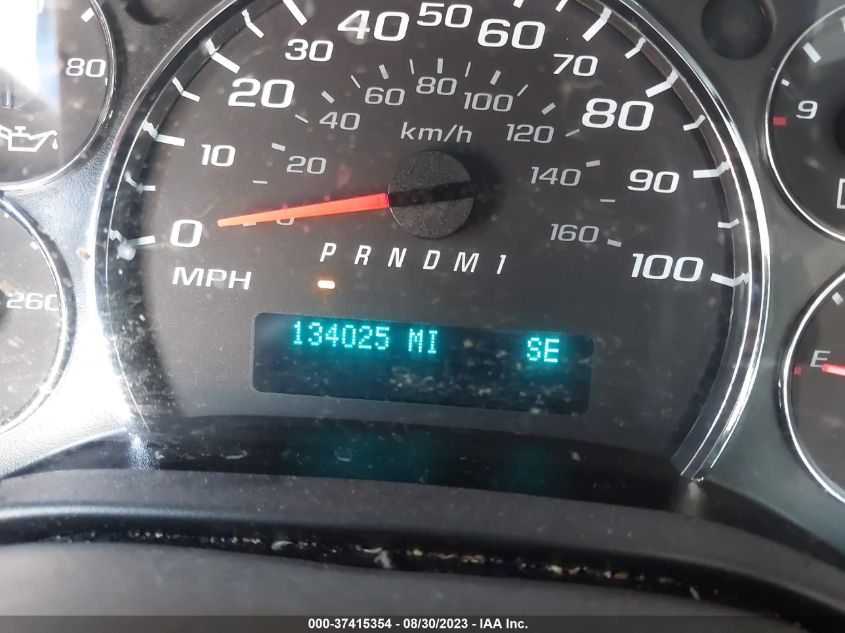 40 50 60
30 70
80 20 60 80 100 80 9
40 km/h 120
10 20 140 90
0 0 160
P R N D M 1
MPH 100
260
134025 MI SE
E
000-37415354 - 08/30/2023 - IAA Inc.